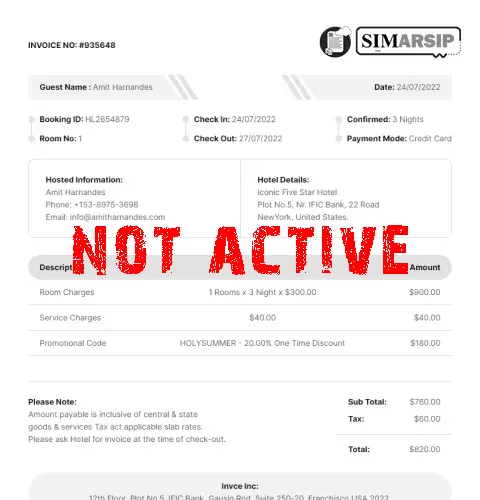 INVOICE NO: #935648
SIMARSIP
Guest Name : Amit Harnandes
Date: 24/07/2022
Booking ID: HL2654879
Check In: 24/07/2022
Confirmed: 3 Nights
Room No: 1
Check Out: 27/07/2022
Payment Mode: Credit Card
Hosted Information:
Amit Harnandes
Phone: +153-8975-3698
Email: info@amitharnandes.com
Hotel Details:
Iconic Five Star Hotel
Plot No.5, Nr. IFIC Bank, 22 Road
NewYork, United States.
NOT ACTIVE
Amount
Room Charges 1 Rooms x 3 Night x $300.00 $900.00
Service Charges $40.00 $40.00
Promotional Code HOLYSUMMER - 20.00% One Time Discount $180.00
Please Note:
Amount payable is inclusive of central & state
goods & services Tax act applicable slab rates.
Please ask Hotel for invoice at the time of check-out.
Sub Total: $760.00
Tax: $60.00
Total: $820.00
Invce Inc:
12th Floor, Plot No.5, IFIC Bank, Gausin Rod, Suite 250-20, Franchisco USA 2022.